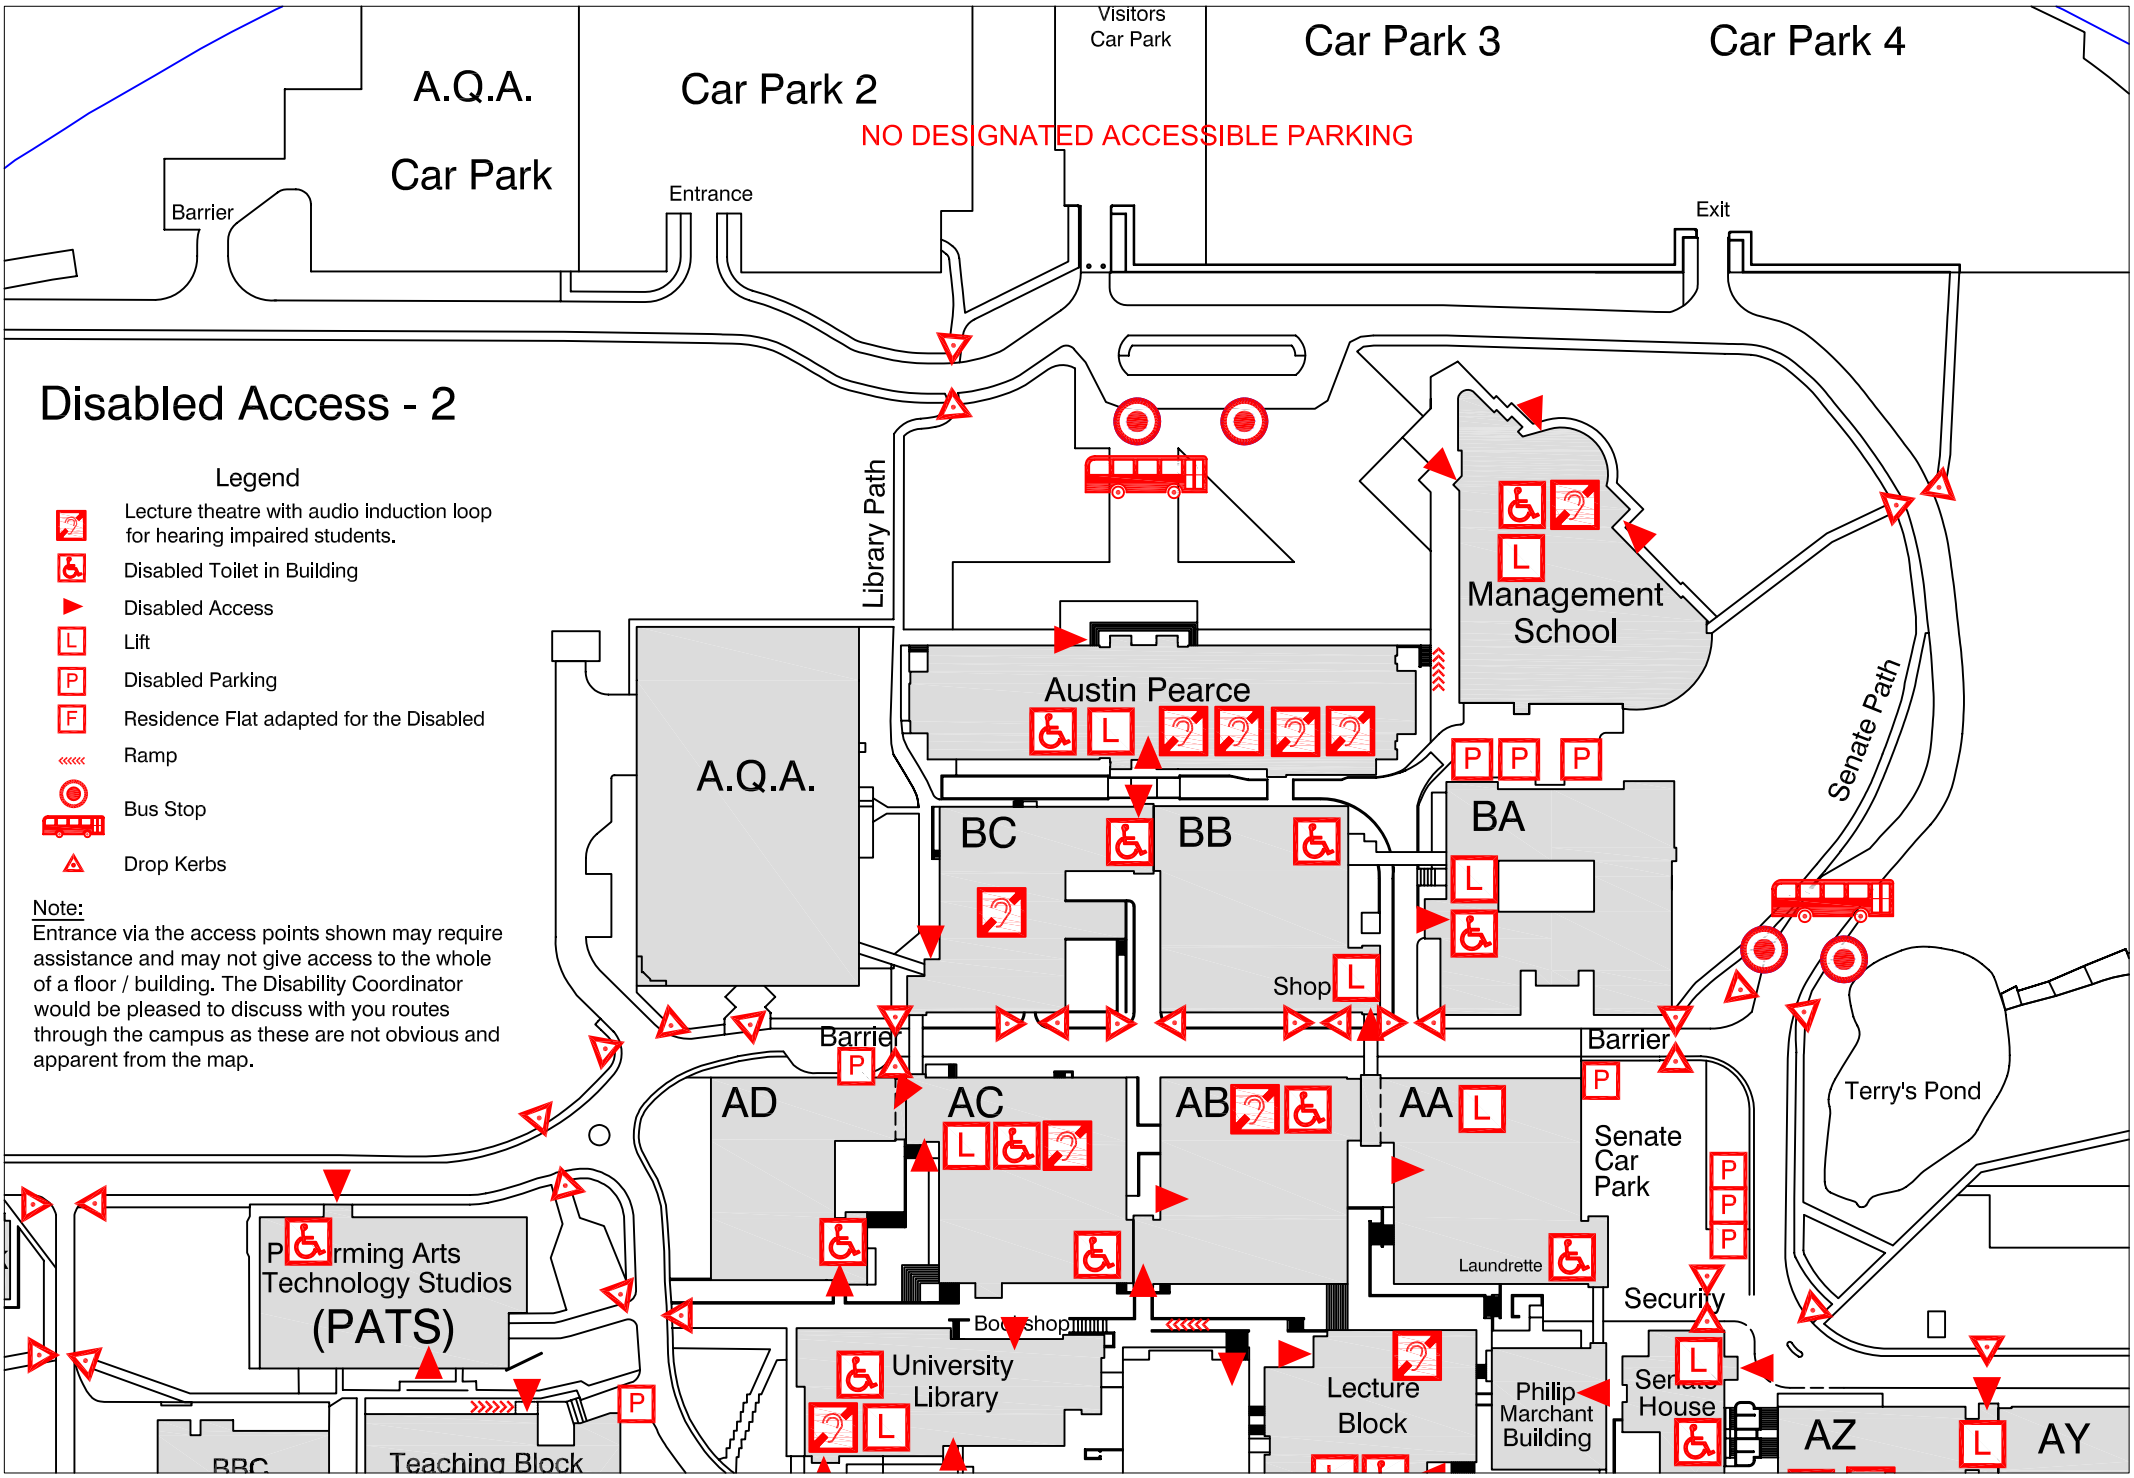 Visitors
Car Park
Car Park 3
Car Park 4
A.Q.A.
Car Park
Car Park 2
NO DESIGNATED ACCESSIBLE PARKING
Barrier
Entrance
Exit
Disabled Access - 2
Legend
Lecture theatre with audio induction loop
for hearing impaired students.
Disabled Toilet in Building
Disabled Access
L
Lift
P
Disabled Parking
F
Residence Flat adapted for the Disabled
Ramp
Bus Stop
Drop Kerbs
Note:
Entrance via the access points shown may require
assistance and may not give access to the whole
of a floor / building. The Disability Coordinator
would be pleased to discuss with you routes
through the campus as these are not obvious and
apparent from the map.
Library Path
L
Management
School
Senate Path
Austin Pearce
L
A.Q.A.
P
P
P
BC
BB
BA
L
Shop
L
Barrier
P
Barrier
P
Terry's Pond
AD
AC
L
AB
AA
L
Senate
Car
Park
P
P
P
Laundrette
Security
Technology Studios
(PATS)
P
University
Library
L
Lecture
Block
L
Philip
Marchant
Building
L
House
AZ
L
AY
BBC
Teaching Block